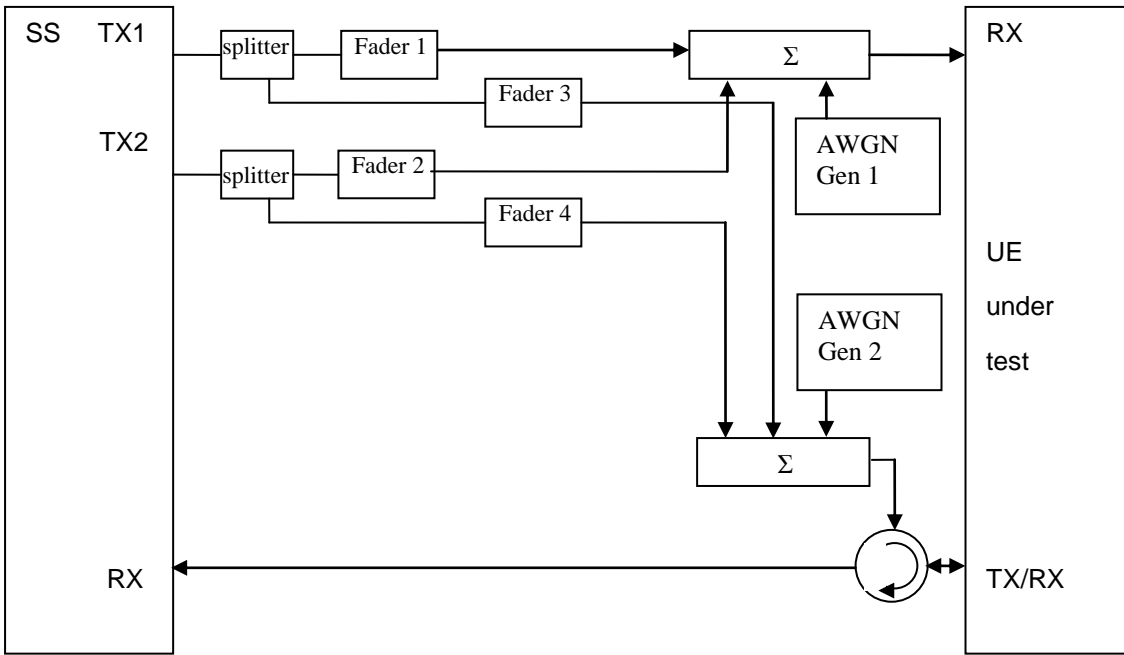 SS TX1
splitter
Fader 1
Σ
RX
Fader 3
TX2
AWGN
Gen 1
splitter
Fader 2
Fader 4
UE
under
test
AWGN
Gen 2
Σ
RX
TX/RX